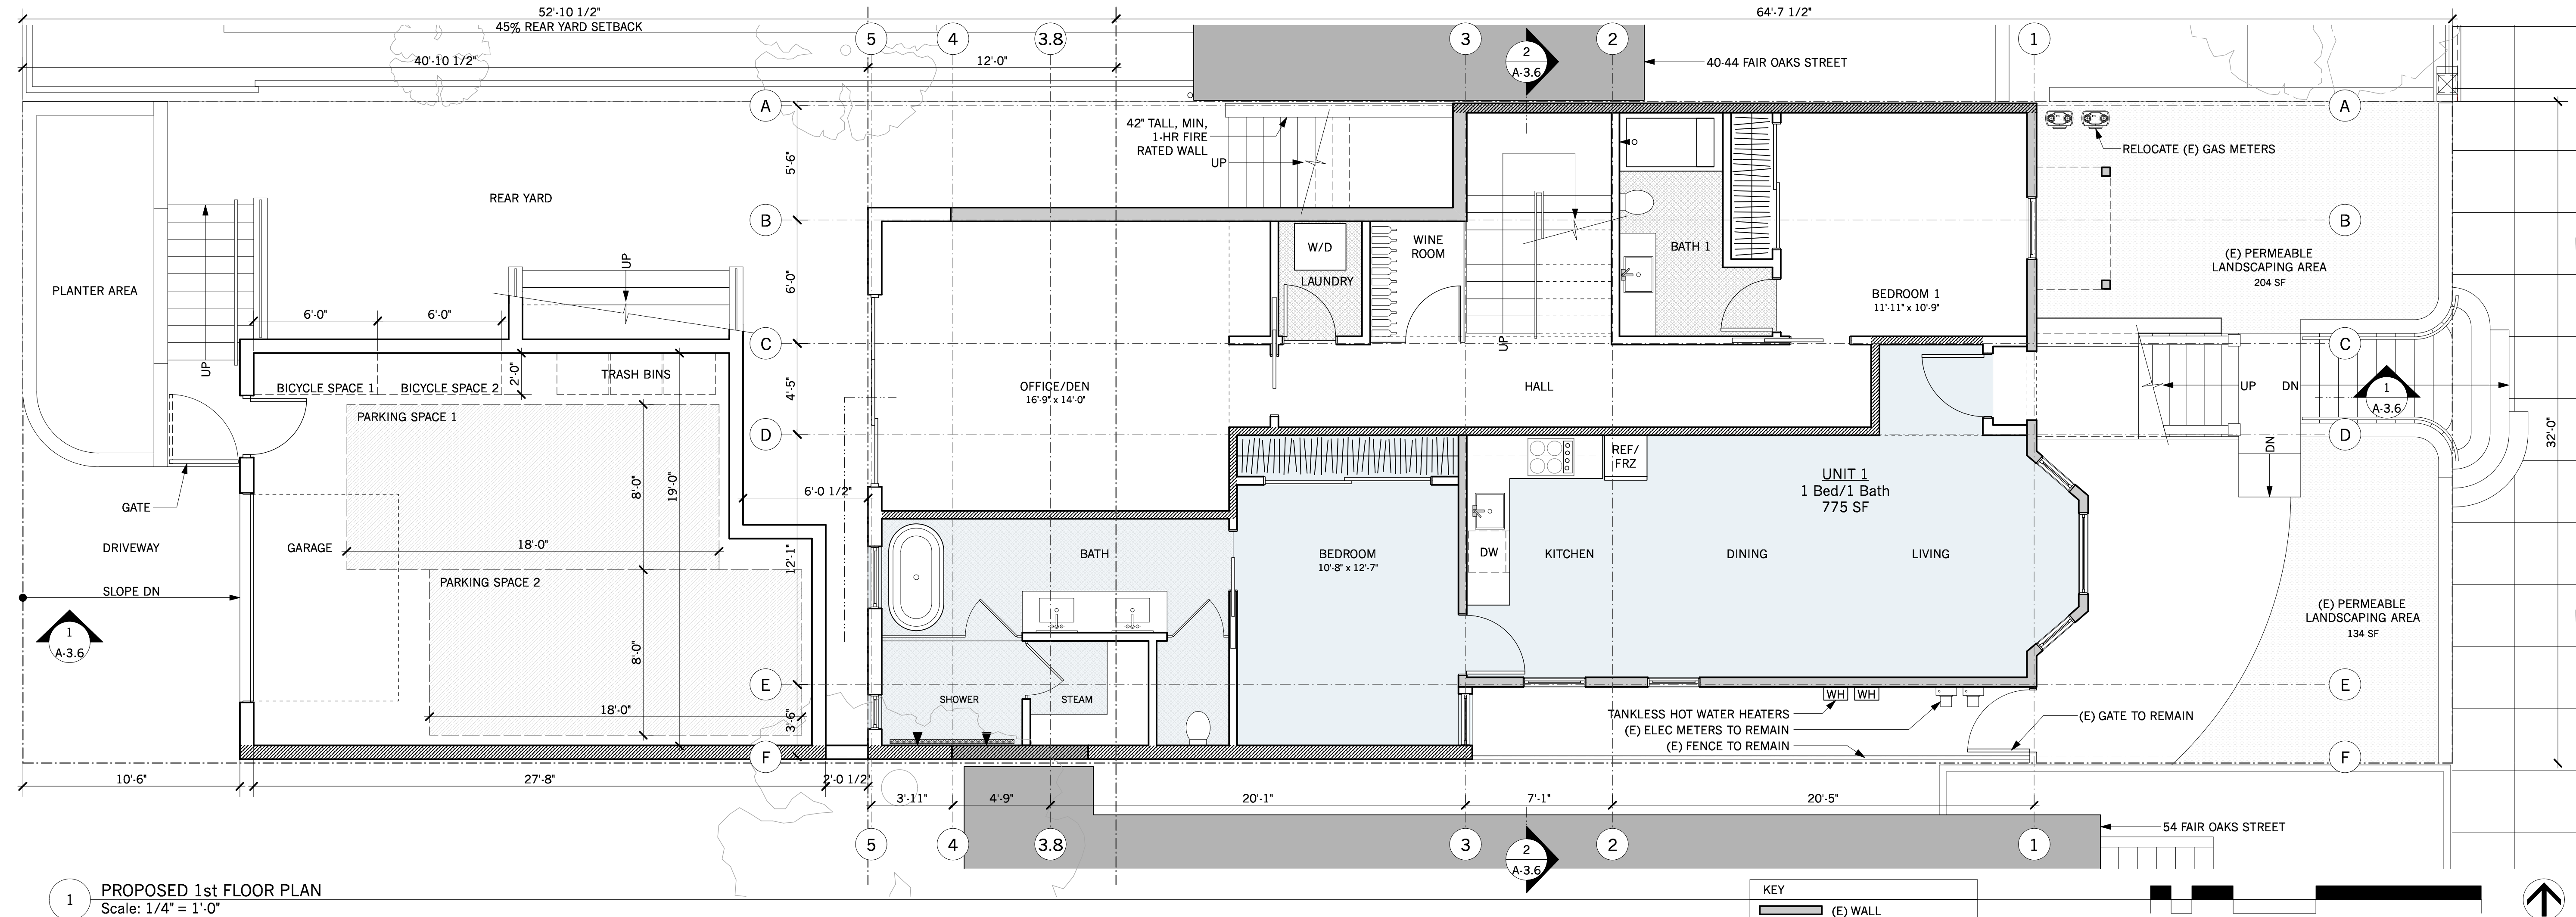 52'-10 1/2"
64'-7 1/2"
45% REAR YARD SETBACK
5
4
3.8
3
2
1
40'-10 1/2"
12'-0"
2
A-3.6
40-44 FAIR OAKS STREET
A
A
42" TALL, MIN,
1-HR FIRE
RATED WALL
UP
RELOCATE (E) GAS METERS
5'-6"
REAR YARD
B
B
W/D
LAUNDRY
WINE
ROOM
BATH 1
(E) PERMEABLE
LANDSCAPING AREA
204 SF
PLANTER AREA
UP
UP
6'-0"
BEDROOM 1
11'-11" x 10'-9"
6'-0"
6'-0"
C
C
UP
UP
2'-0"
TRASH BINS
BICYCLE SPACE 1
BICYCLE SPACE 2
4'-5"
OFFICE/DEN
16'-9" x 14'-0"
HALL
UP
DN
1
A-3.6
PARKING SPACE 1
D
D
DN
32'-0"
REF/
FRZ
UNIT 1
1 Bed/1 Bath
775 SF
8'-0"
19'-0"
6'-0 1/2"
GATE
DRIVEWAY
GARAGE
18'-0"
12'-1"
BATH
BEDROOM
10'-8" x 12'-7"
DW
KITCHEN
DINING
LIVING
PARKING SPACE 2
SLOPE DN
(E) PERMEABLE
LANDSCAPING AREA
134 SF
1
A-3.6
8'-0"
E
E
SHOWER
STEAM
WH
WH
18'-0"
3'-6"
TANKLESS HOT WATER HEATERS
(E) ELEC METERS TO REMAIN
(E) FENCE TO REMAIN
(E) GATE TO REMAIN
F
F
10'-6"
27'-8"
2'-0 1/2"
3'-11"
4'-9"
20'-1"
7'-1"
20'-5"
54 FAIR OAKS STREET
5
4
3.8
3
2
1
2
A-3.6
1
PROPOSED 1st FLOOR PLAN
Scale: 1/4" = 1'-0"
KEY
(E) WALL